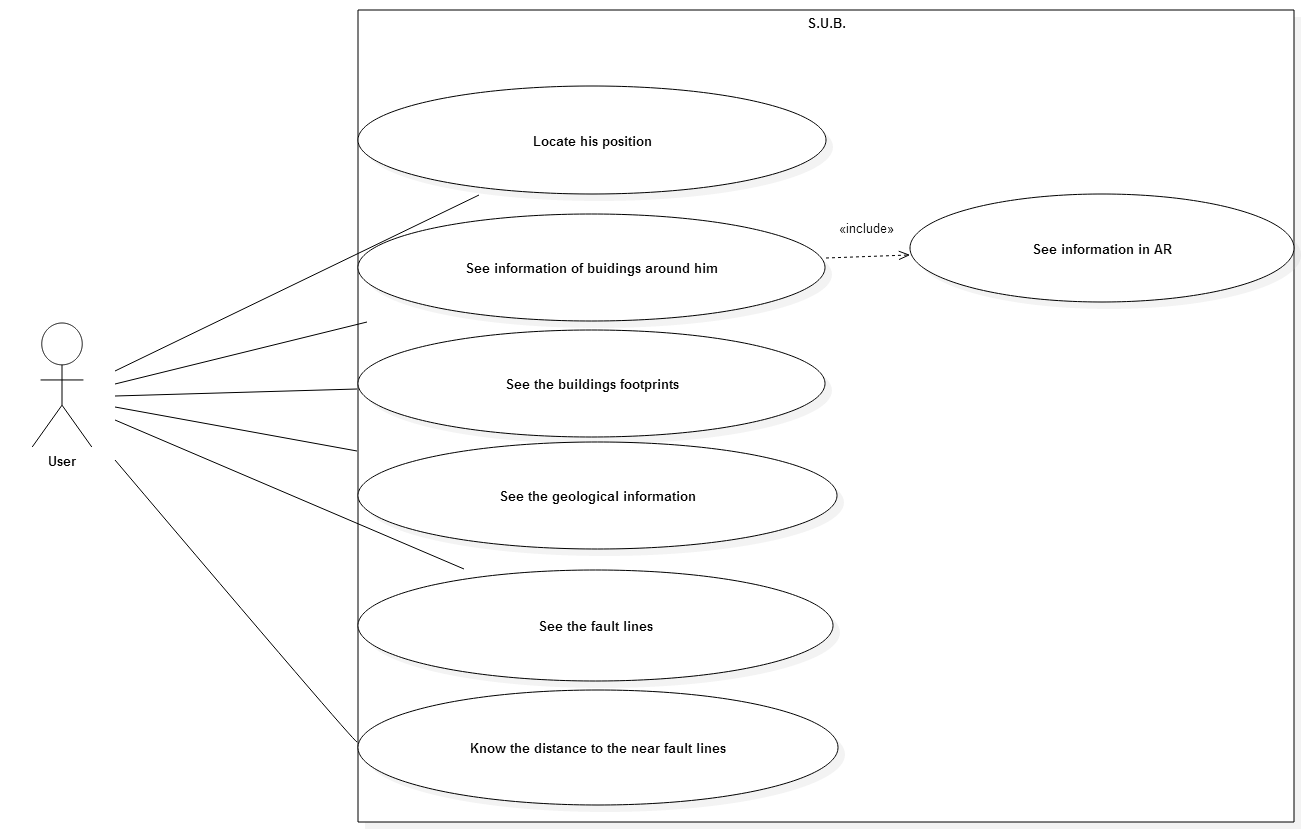 S.U.B.
Locate his position
«include»
See information in AR
See information of buidings around him
See the buildings footprints
User
See the geological information
See the fault lines
Know the distance to the near fault lines